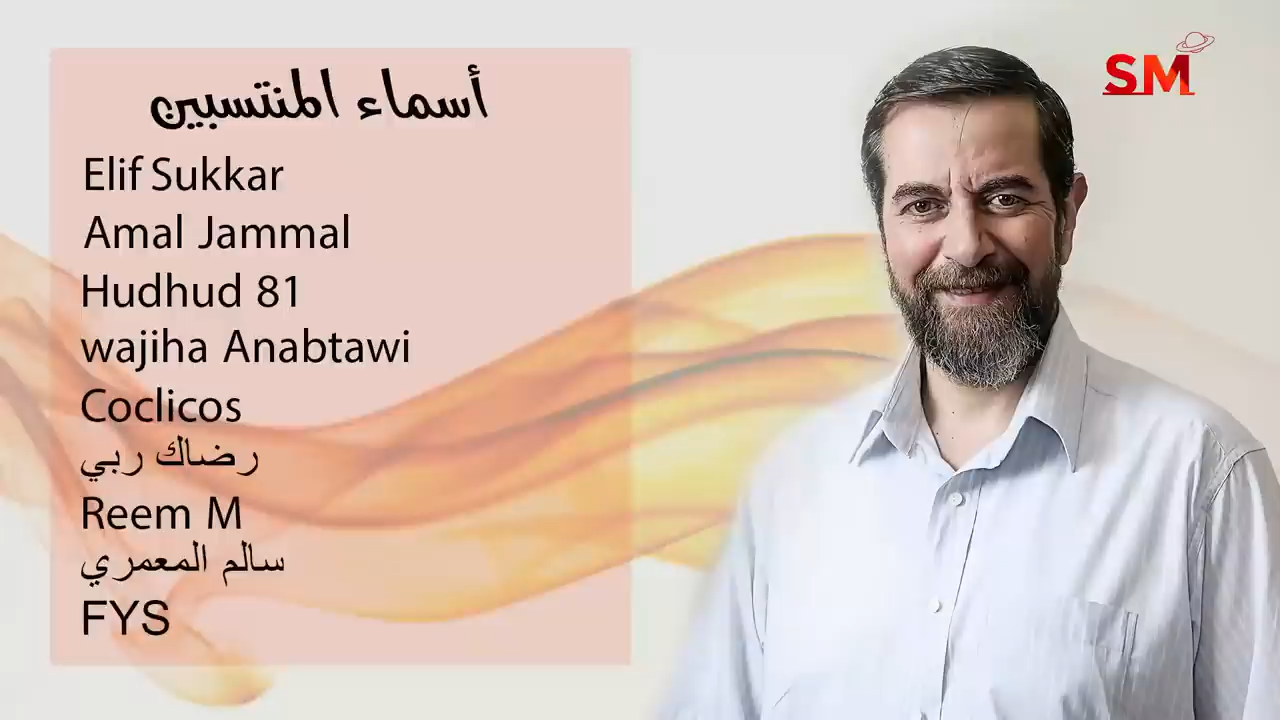 SM
أسماء المنتسبين
Elif Sukkar
Amal Jammal
Hudhud 81
wajiha Anabtawi
Coclicos
رضاك ربي
Reem M
سالم المعمري
FYS